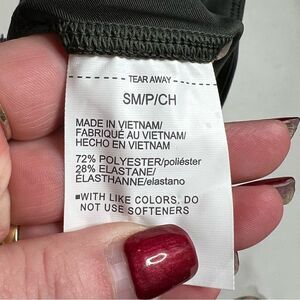 TEAR AWAY
SM/P/CH
MADE IN VIETNAM/
FABRIQUÉ AU VIETNAM/
HECHO EN VIETNAM
72% POLYESTER/poliéster
28% ELASTANE/
ÉLASTHANNE/elastano
■WITH LIKE COLORS, DO
NOT USE SOFTENERS